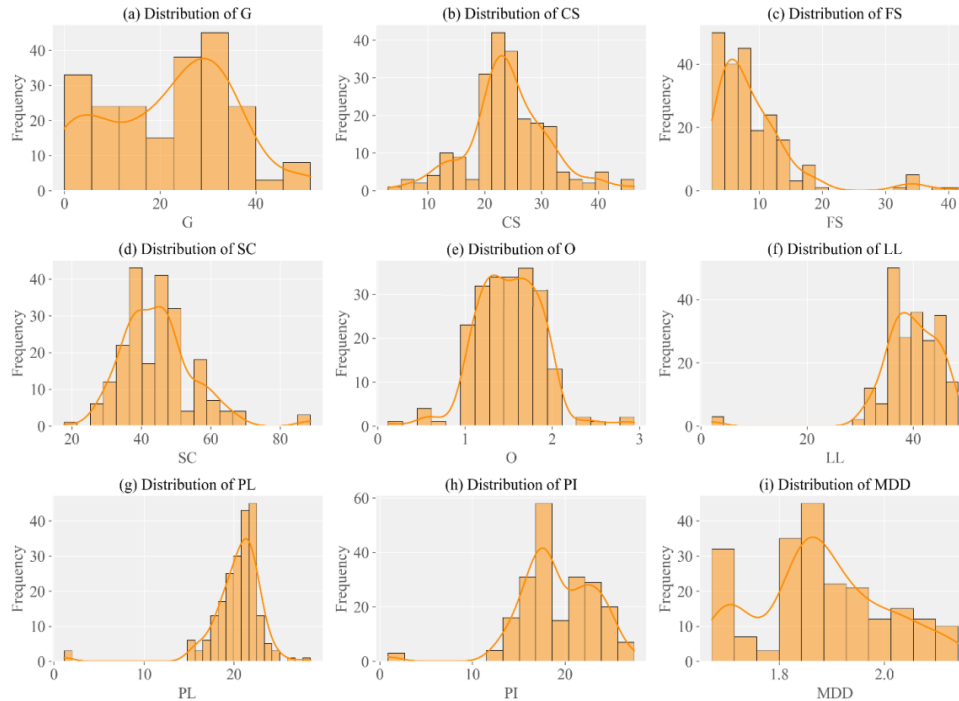 (a) Distribution of G
(b) Distribution of CS
(c) Distribution of FS
Frequency
40
30
20
10
0
0
20
40
G
Frequency
40
30
20
10
0
10
20
30
40
CS
Frequency
40
20
0
10
20
30
40
FS
(d) Distribution of SC
(e) Distribution of O
(f) Distribution of LL
Frequency
40
30
20
10
0
20
40
60
80
SC
Frequency
30
20
10
0
0
1
2
3
O
Frequency
40
20
0
0
20
40
LL
(g) Distribution of PL
(h) Distribution of PI
(i) Distribution of MDD
Frequency
40
30
20
10
0
0
10
20
PL
Frequency
60
40
20
0
0
10
20
PI
Frequency
40
30
20
10
0
1.8
2.0
MDD